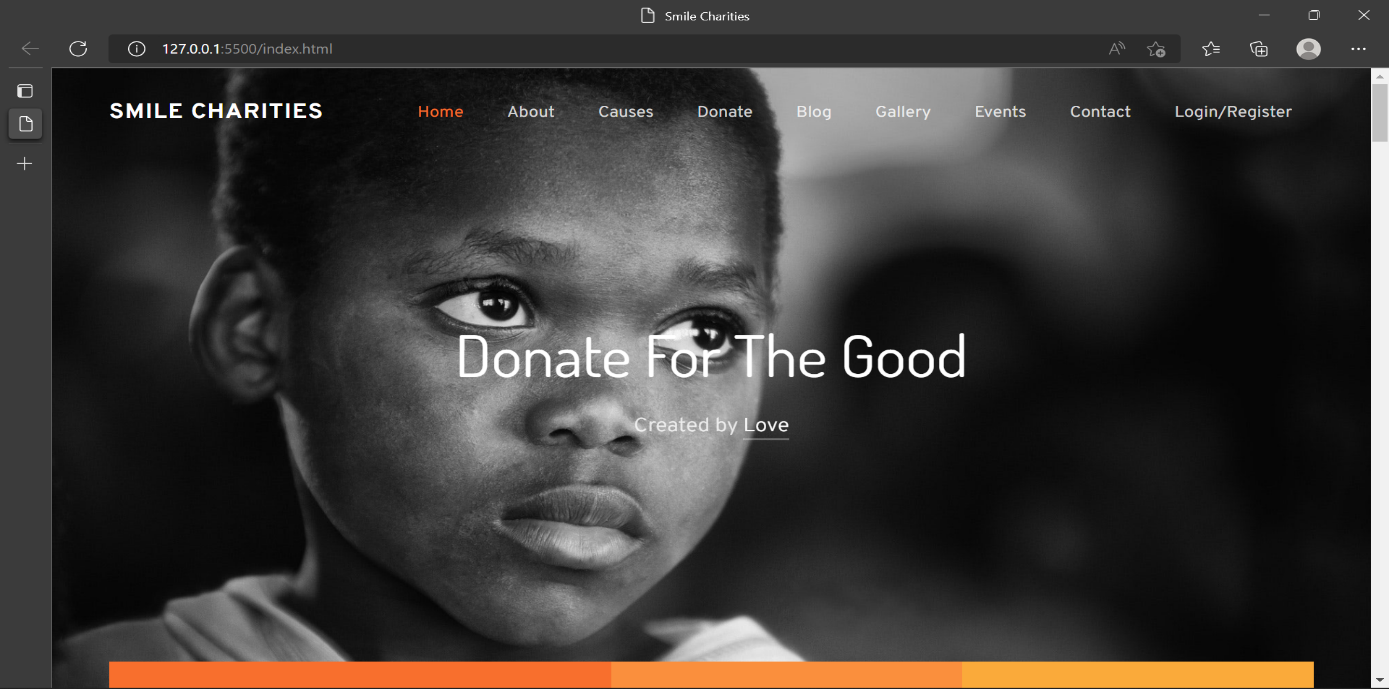 Smile Charities
127.0.0.1:5500/index.html
SMILE CHARITIES Home About Causes Donate Blog Gallery Events Contact Login/Register
Donate For The Good
Created by Love